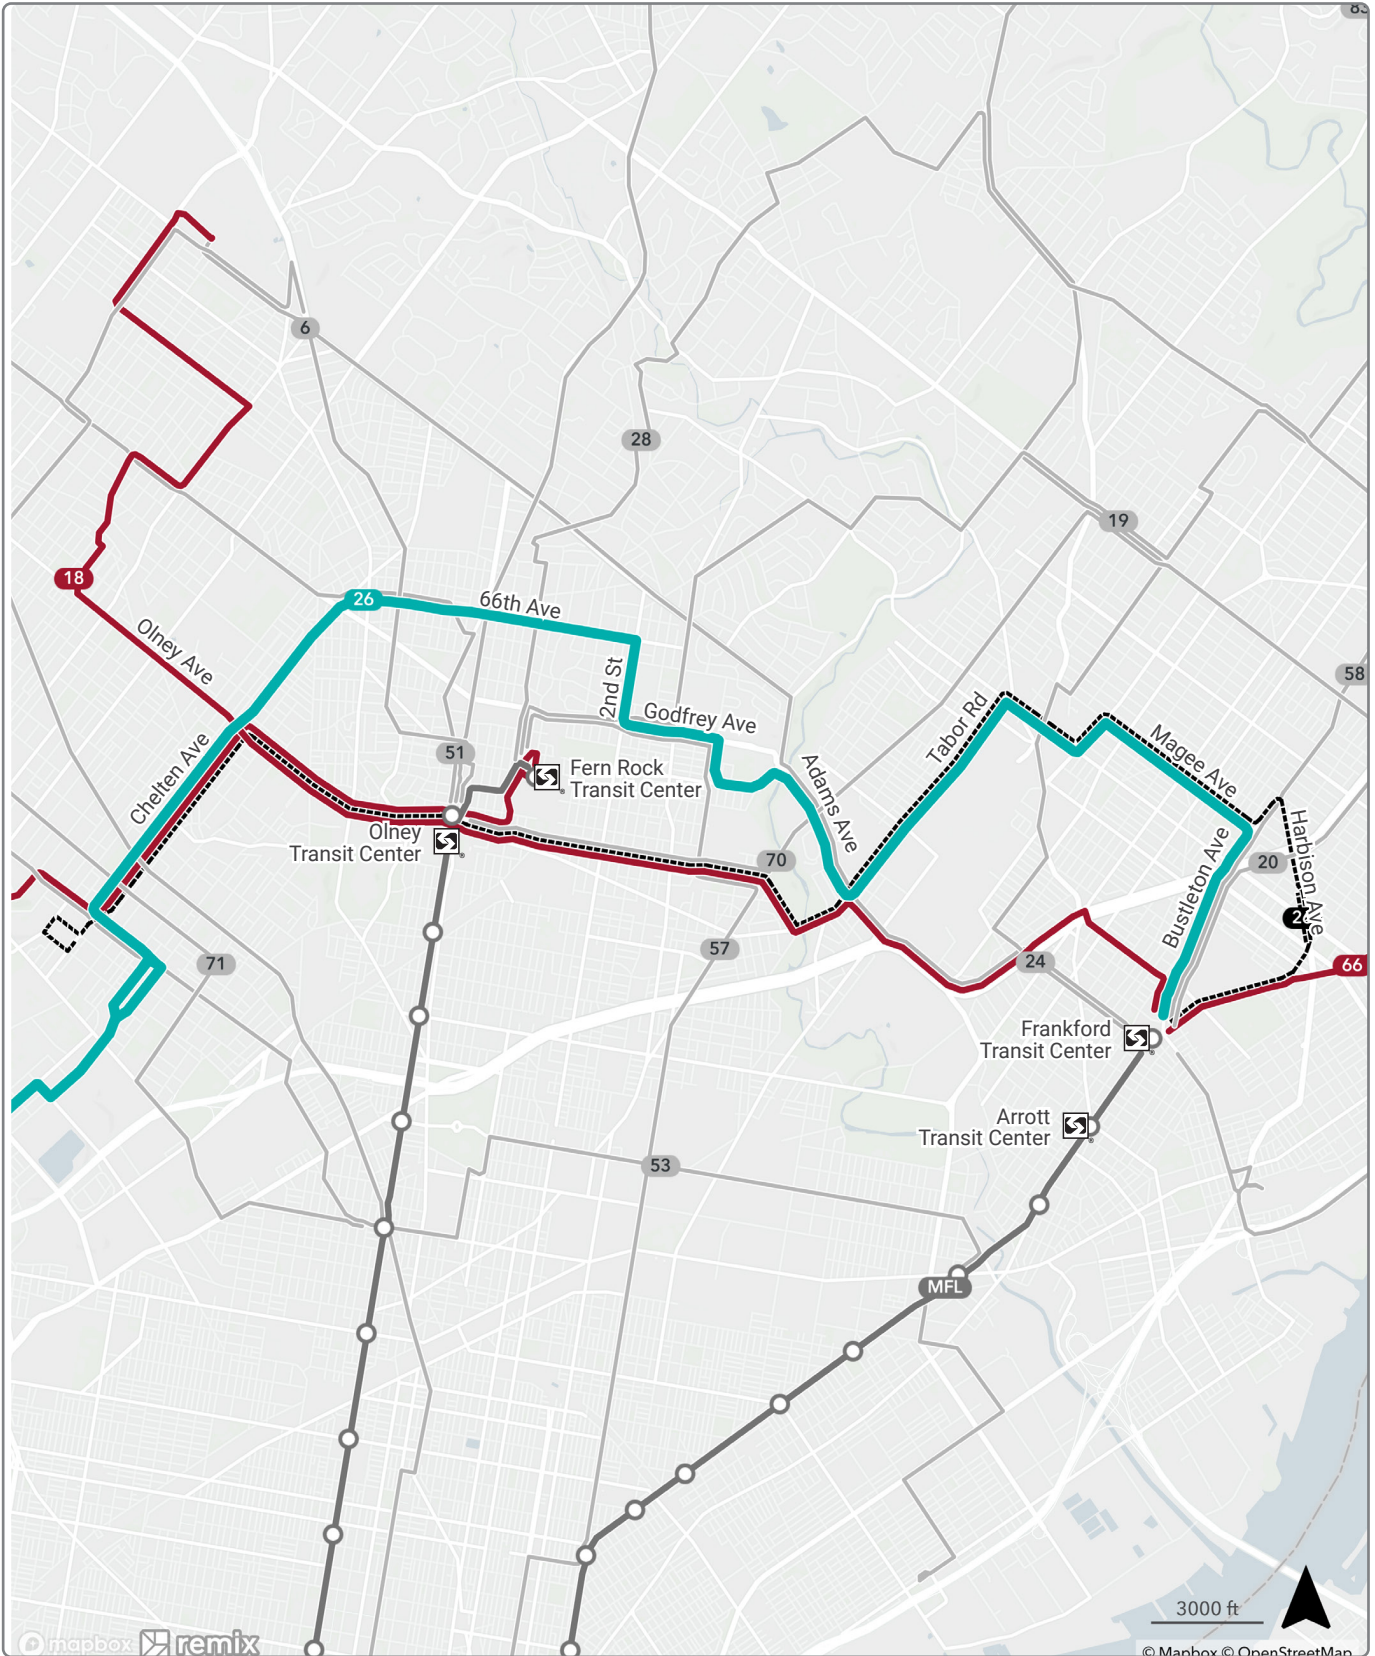 6
28
19
18
26
66th Ave
Olney Ave
2nd St
58
Tabor Rd
Godfrey Ave
51
Chelten Ave
Magee Ave
Fern Rock
Transit Center
Adams Ave
Olney
Transit Center
Harbison Ave
70
20
Bustleton Ave
57
71
24
66
Frankford
Transit Center
Arrott
Transit Center
53
MFL
3000 ft
mapbox
remix
© Mapbox © OpenStreetMap